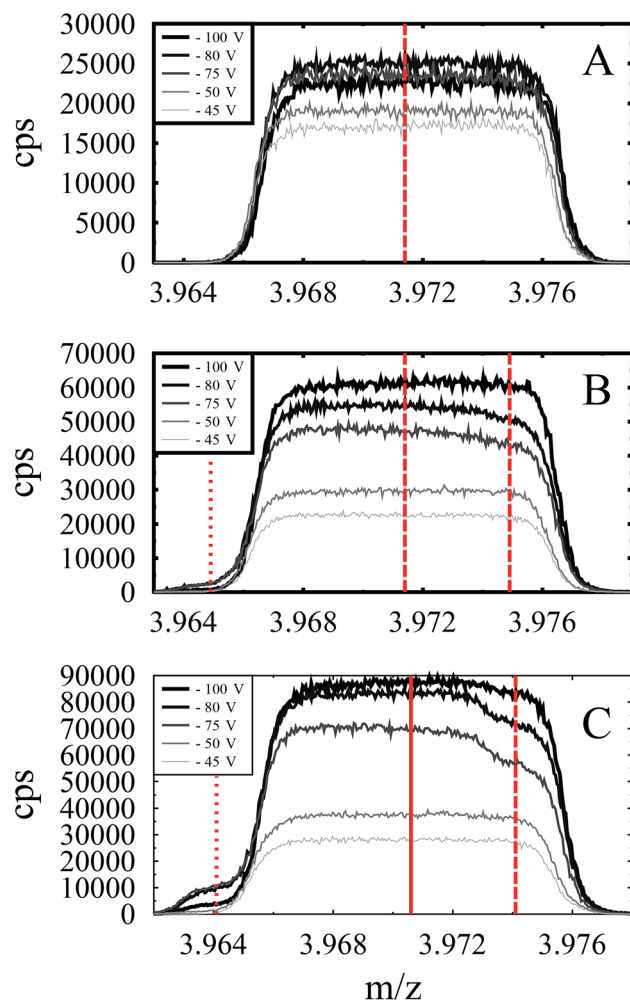 30000
25000
20000
15000
10000
5000
0
cps
- 100 V
- 80 V
- 75 V
- 50 V
- 45 V
A
3.964 3.968 3.972 3.976
70000
60000
50000
40000
30000
20000
10000
0
cps
- 100 V
- 80 V
- 75 V
- 50 V
- 45 V
B
3.964 3.968 3.972 3.976
90000
80000
70000
60000
50000
40000
30000
20000
10000
0
cps
- 100 V
- 80 V
- 75 V
- 50 V
- 45 V
C
3.964 3.968 3.972 3.976
m/z